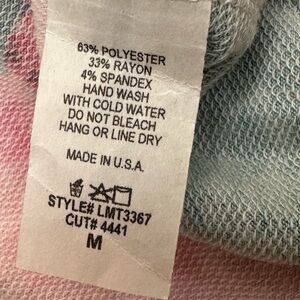 63% POLYESTER
33% RAYON
4% SPANDEX
HAND WASH
WITH COLD WATER
DO NOT BLEACH
HANG OR LINE DRY
MADE IN U.S.A.
STYLE# LMT3367
CUT# 4441
M